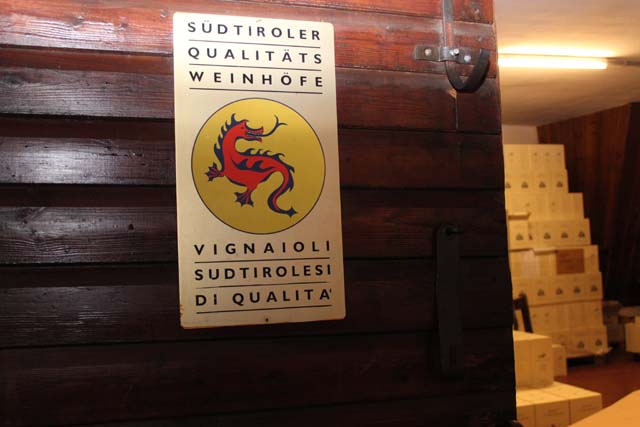 SÜDTIROLER
QUALITÄTS
WEINHÖFE
VIGNAIOLI
SUDTIROLESI
DI QUALITA'